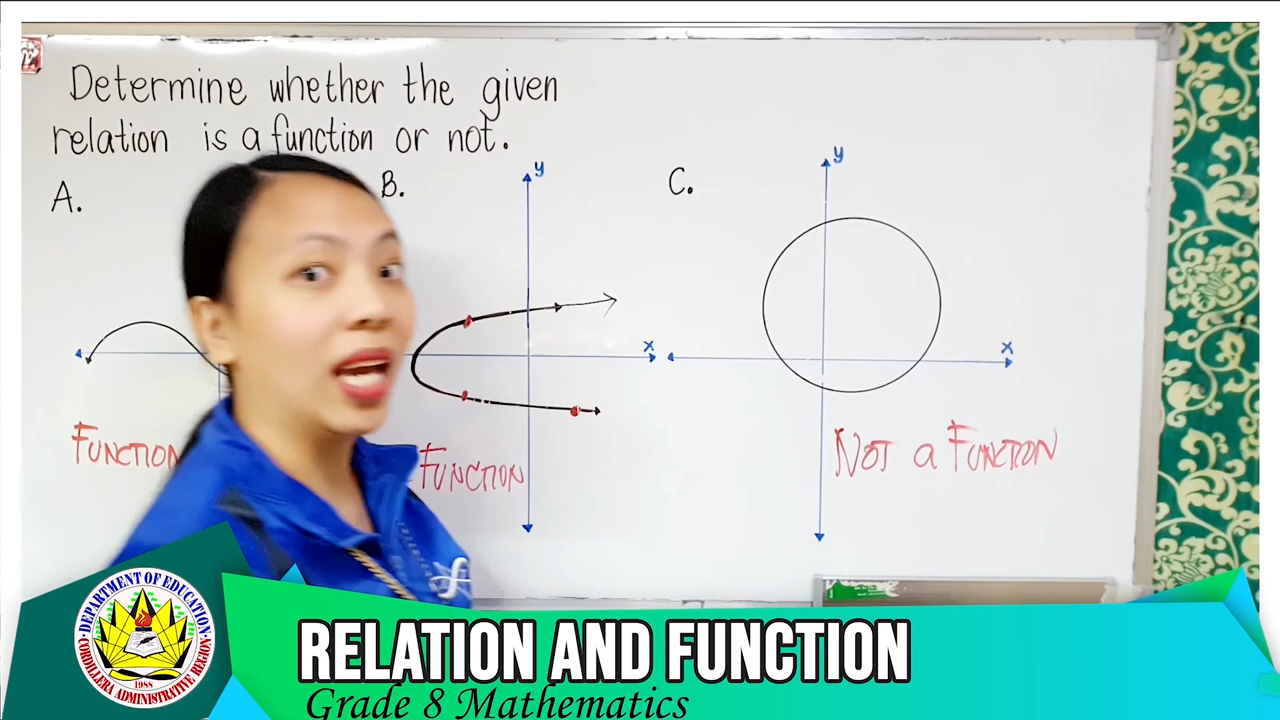 Determine whether the given
relation is a function or not.
A.
B.
C.
y
y
x
x
FUNCTION
FUNCTION
NOT a FUNCTION
DEPARTMENT OF EDUCATION
CORDILLERA ADMINISTRATIVE REGION
1988
RELATION AND FUNCTION
Grade 8 Mathematics